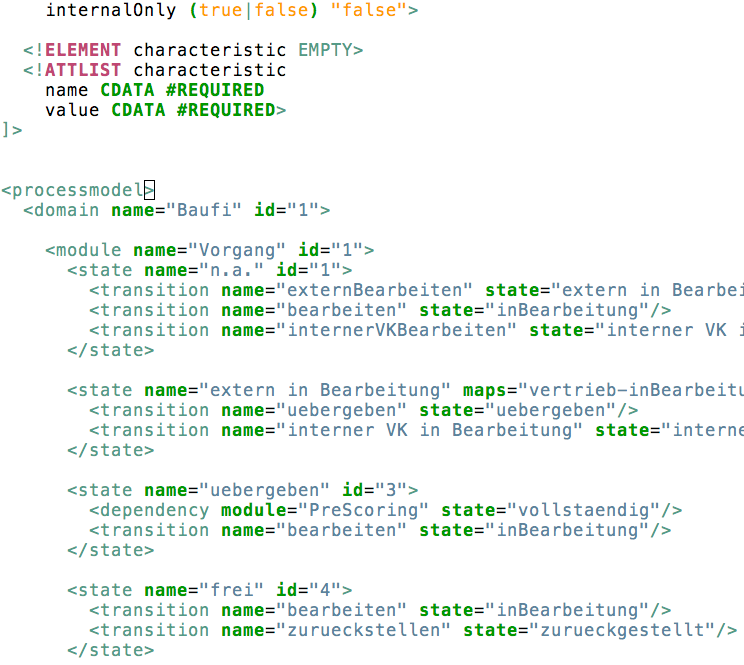 internalOnly (true|false) "false">
<!ELEMENT characteristic EMPTY>
<!ATTLIST characteristic
name CDATA #REQUIRED
value CDATA #REQUIRED>
]>
<processmodel>
<domain name="Baufi" id="1">
<module name="Vorgang" id="1">
<state name="n.a." id="1">
<transition name="externBearbeiten" state="extern in Bearbei
<transition name="bearbeiten" state="inBearbeitung"/>
<transition name="internerVKBearbeiten" state="interner VK i
</state>
<state name="extern in Bearbeitung" maps="vertrieb-inBearbeitu
<transition name="uebergeben" state="uebergeben"/>
<transition name="interner VK in Bearbeitung" state="interne
</state>
<state name="uebergeben" id="3">
<dependency module="PreScoring" state="vollstaendig"/>
<transition name="bearbeiten" state="inBearbeitung"/>
</state>
<state name="frei" id="4">
<transition name="bearbeiten" state="inBearbeitung"/>
<transition name="zurueckstellen" state="zurueckgestellt"/>
</state>